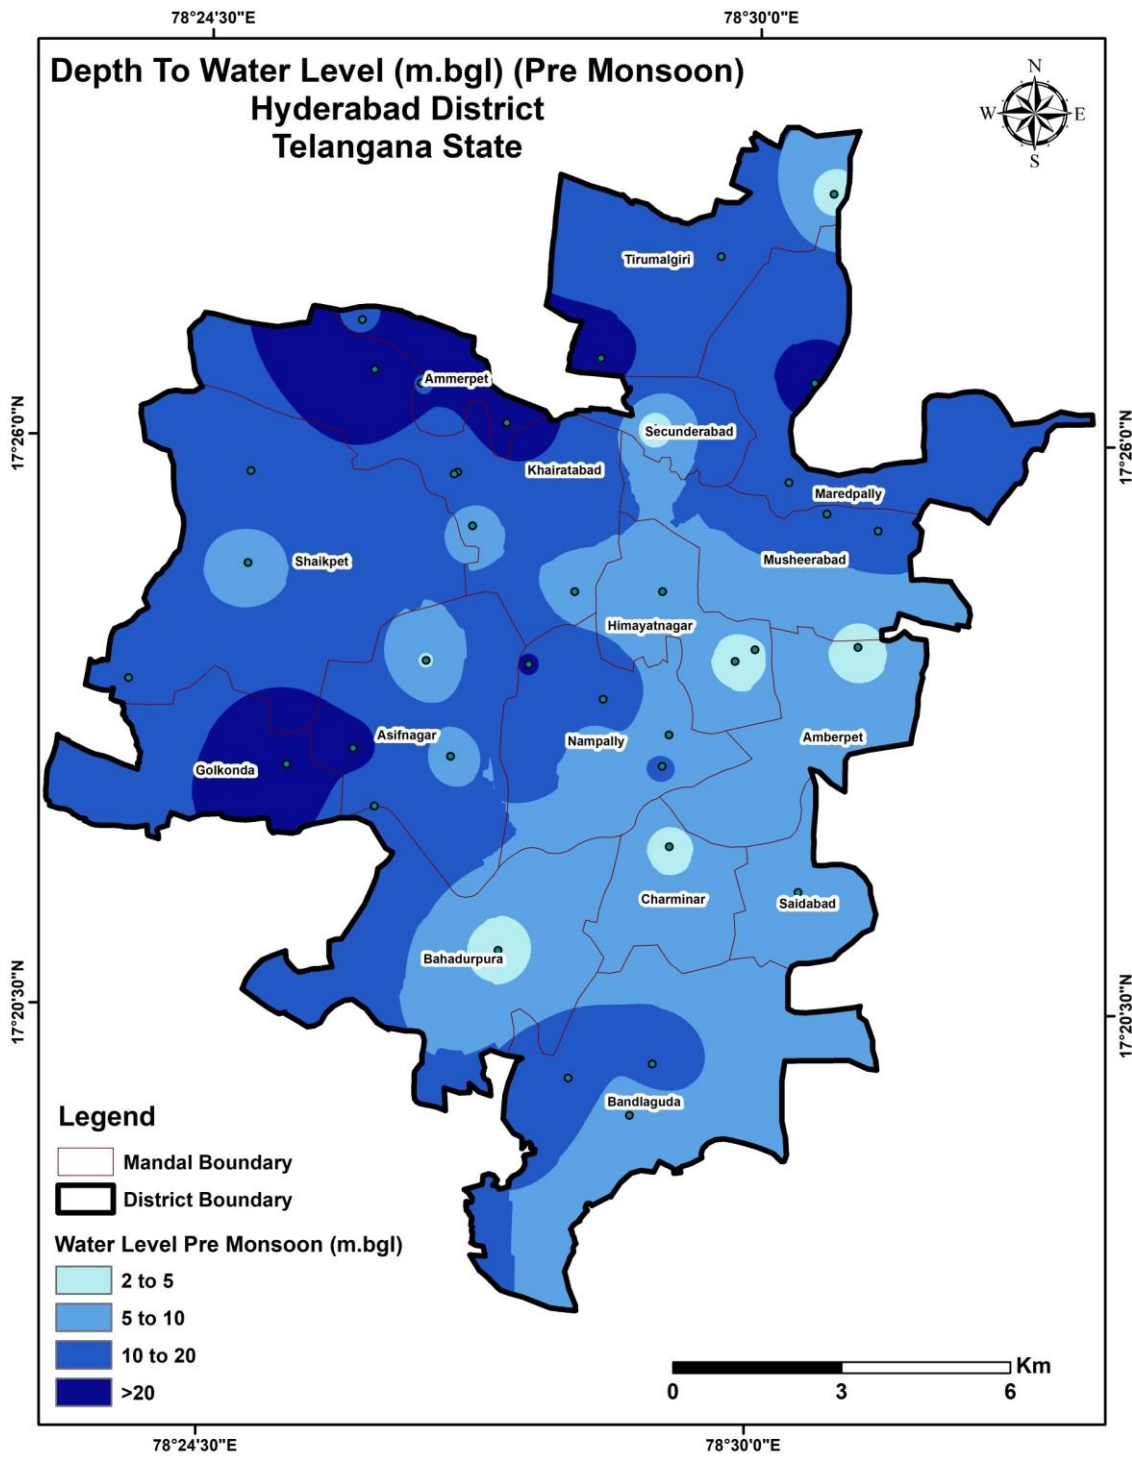 78°24'30"E
78°30'0"E
Depth To Water Level (m.bgl) (Pre Monsoon)
Hyderabad District
Telangana State
N
W
E
S
Tirumalgiri
Ammerpet
17°26'0"N
Secunderabad
17°26'0"N
Khairatabad
Maredpally
Shaikpet
Musheerabad
Himayatnagar
Asifnagar
Nampally
Amberpet
Golkonda
Charminar
Saidabad
Bahadurpura
17°20'30"N
17°20'30"N
Bandlaguda
Legend
Mandal Boundary
District Boundary
Water Level Pre Monsoon (m.bgl)
2 to 5
5 to 10
10 to 20
>20
Km
0
3
6
78°24'30"E
78°30'0"E